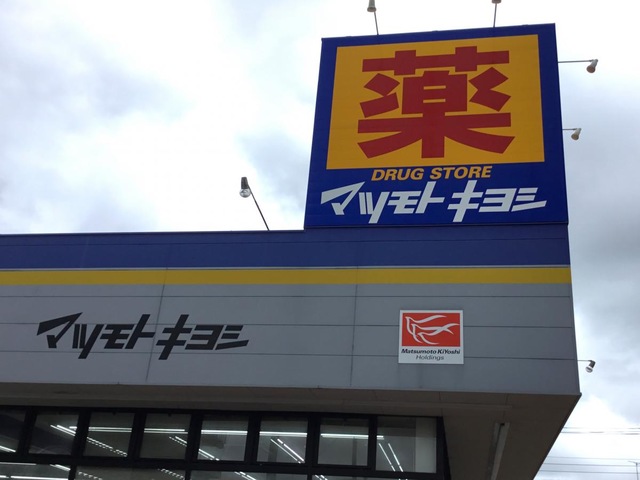 薬
DRUG STORE
マツモトキヨシ
マツモトキヨシ
Matsumoto KiYoshi
Holdings